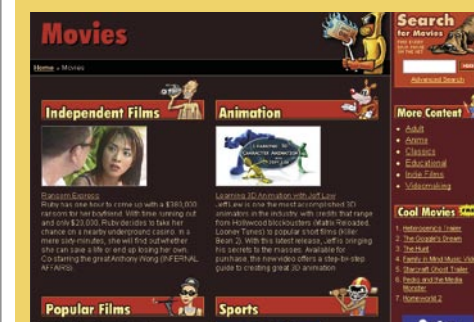 Movies
Home » Movies
Independent Films
Ransom Express
Ruby has one hour to come up with a $380,000
ransom for her boyfriend. With time running out
and only $23,000, Ruby decides to take her
chance on a nearby underground casino. In a
mere sixty-minutes, she will find out whether
she can save a life or end up losing her own.
Co-starring the great Anthony Wong (INFERNAL
AFFAIRS).
Animation
Learning 3D Animation with Jeff Lew
Jeff Lew is one the most accomplished 3D
animators in the industry, with credits that range
from Hollywood blockbusters (Matrix Reloaded,
Looney Tunes) to popular short films (Killer
Bean 2). With this latest release, Jeff is bringing
his secrets to the masses. Available for
purchase, the new video offers a step-by-step
guide to creating great 3D animation.
Popular Films
Sports
Search
for Movies
Advanced Search
More Content
Adult
Anime
Classics
Educational
Indie Films
Videomaking
Cool Movies
1. Heterogenics Trailer
2. The Google's Dream
3. The Hunt
4. Family in Mind Music Vid
5. Starcraft Ghost Trailer
6. Pedro and the Media
Monster
7. Homeworld 2